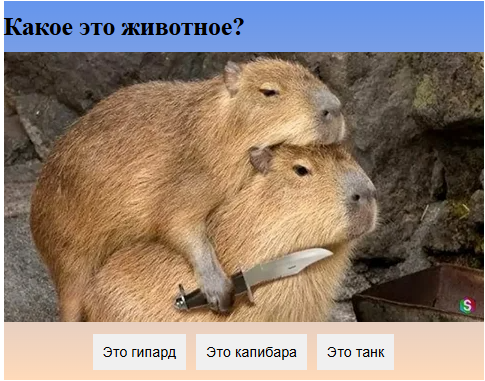 Какое это животное?
Это гипард
Это капибара
Это танк